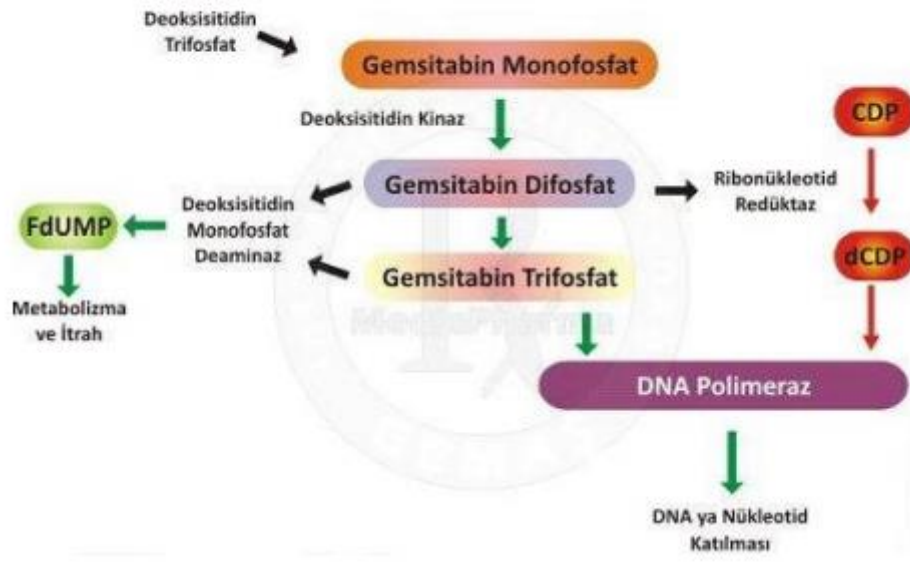 Deoksisitidin
Trifosfat
Gemsitabin Monofosfat
Deoksisitidin Kinaz
CDP
Gemsitabin Difosfat
Ribonükleotid
Redüktaz
Deoksisitidin
Monofosfat
Deaminaz
FdUMP
dCDP
Gemsitabin Trifosfat
Metabolizma
ve İtrah
DNA Polimeraz
DNA ya Nükleotid
Katılması